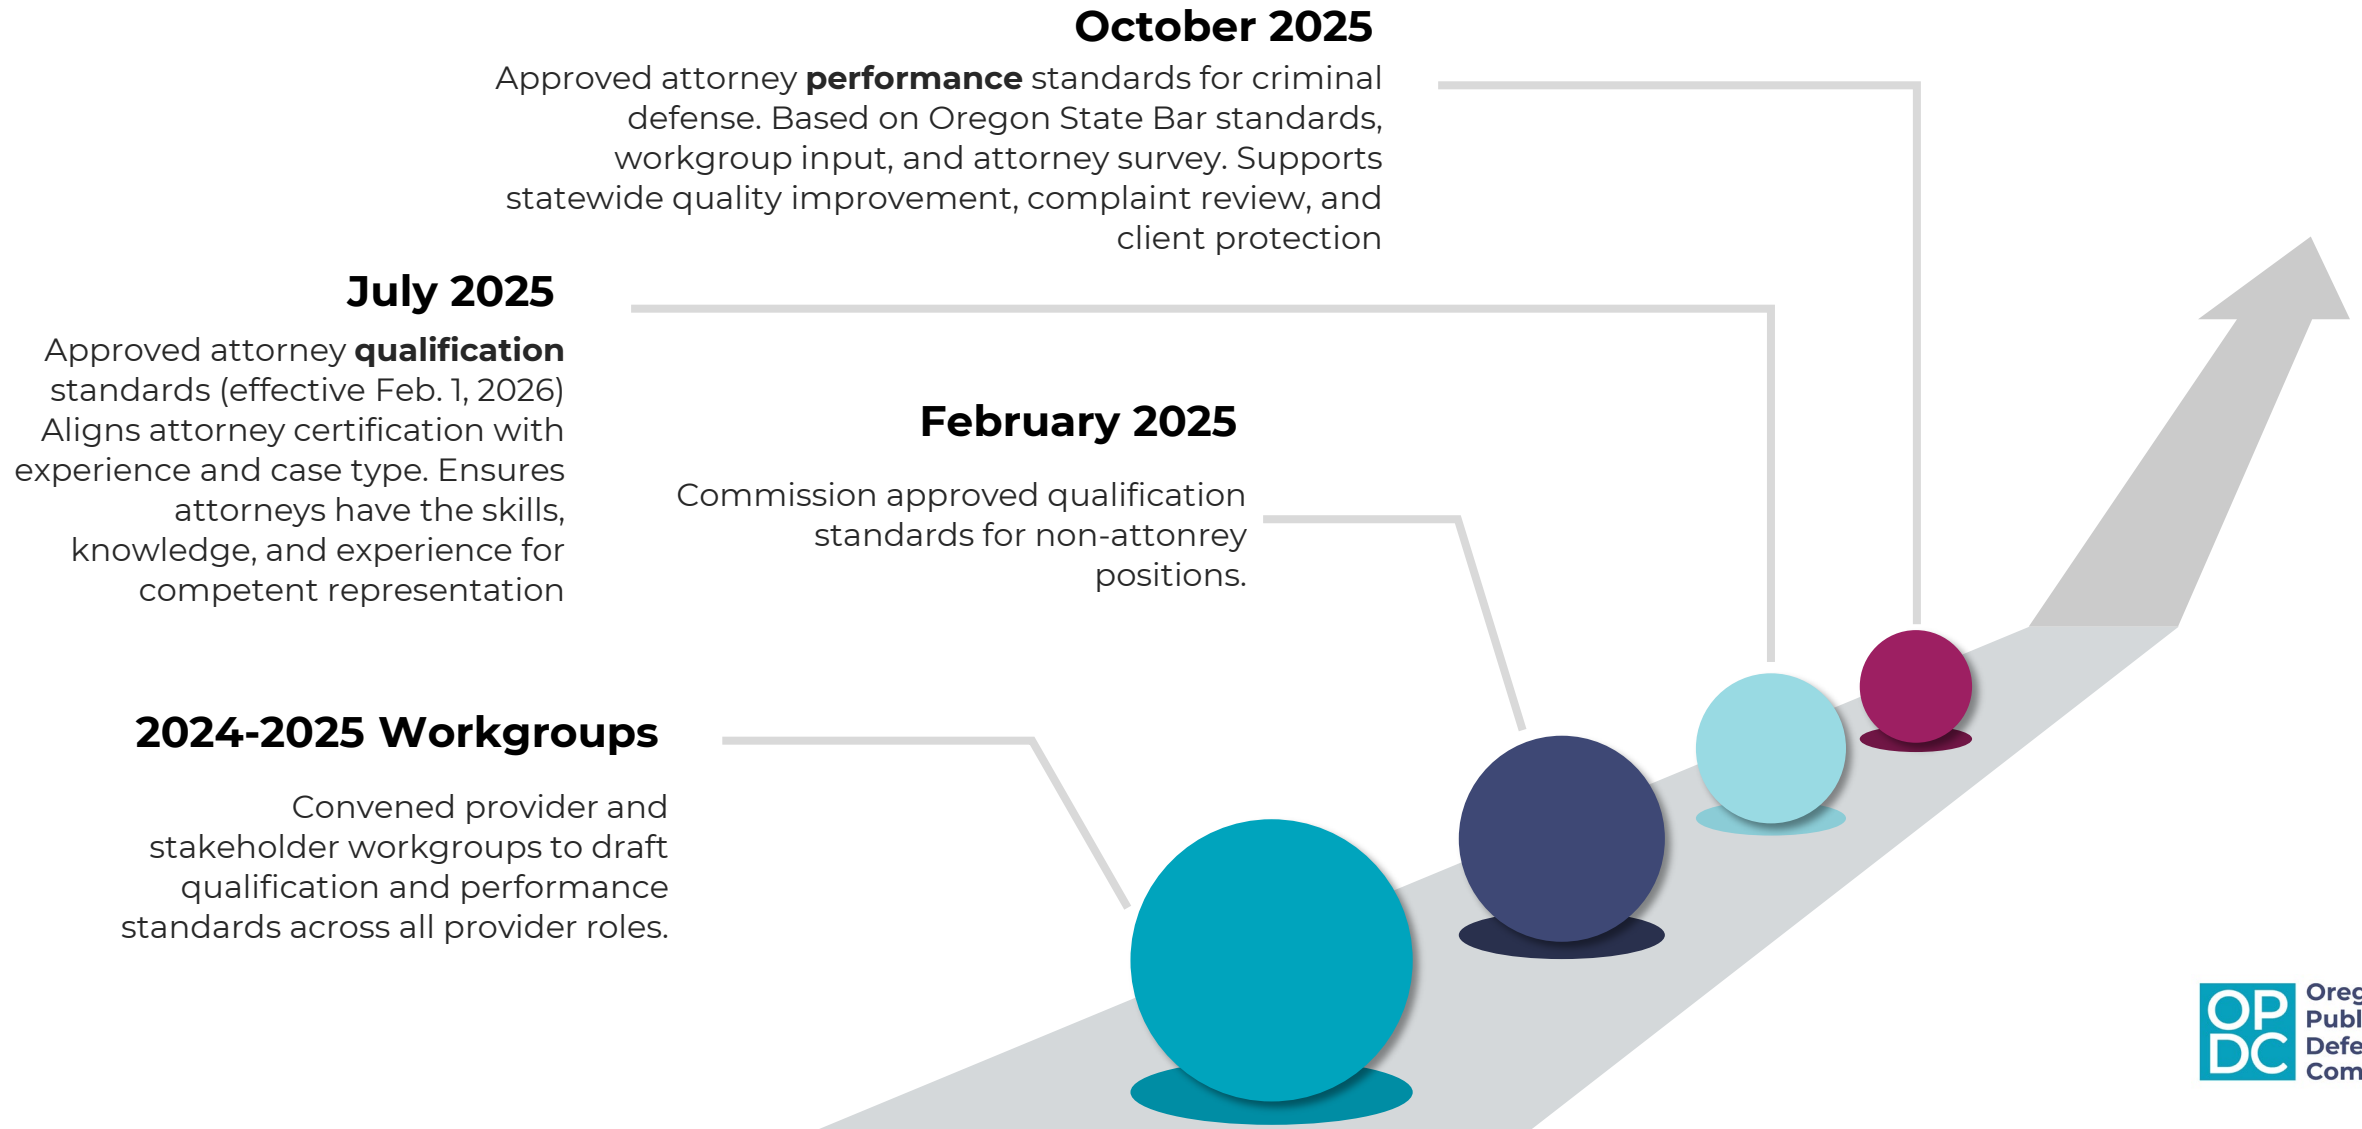 October 2025
Approved attorney performance standards for criminal
defense. Based on Oregon State Bar standards,
workgroup input, and attorney survey. Supports
statewide quality improvement, complaint review, and
client protection
July 2025
Approved attorney qualification
standards (effective Feb. 1, 2026)
Aligns attorney certification with
experience and case type. Ensures
attorneys have the skills,
knowledge, and experience for
competent representation
February 2025
Commission approved qualification
standards for non-attonrey
positions.
2024-2025 Workgroups
Convened provider and
stakeholder workgroups to draft
qualification and performance
standards across all provider roles.
OP
DC
Oreg
Publ
Defe
Com